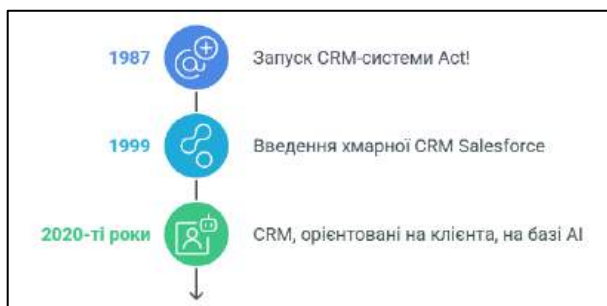 1987
Запуск CRM-системи Act!
1999
Введення хмарної CRM Salesforce
2020-ті роки
CRM, орієнтовані на клієнта, на базі AI